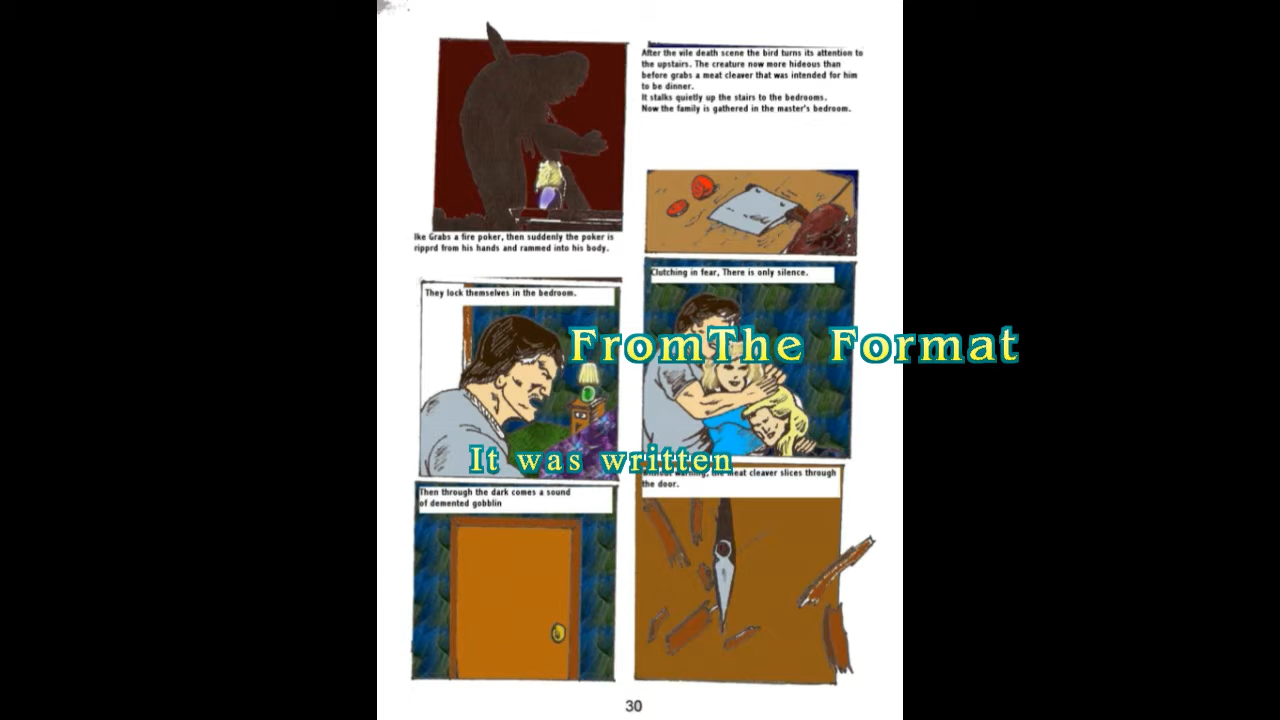 After the vile death scene the bird turns its attention to
the upstairs. The creature now more hideous than
before grabs a meat cleaver that was intended for him
to be dinner.
It stalks quietly up the stairs to the bedrooms.
Now the family is gathered in the master's bedroom.
Ike Grabs a fire poker, then suddenly the poker is
ripprd from his hands and rammed into his body.
They lock themselves in the bedroom.
Clutching in fear, There is only silence.
FromThe Format
It was written
Then through the dark comes a sound
of demented gobblin
the meat cleaver slices through
the door.
30